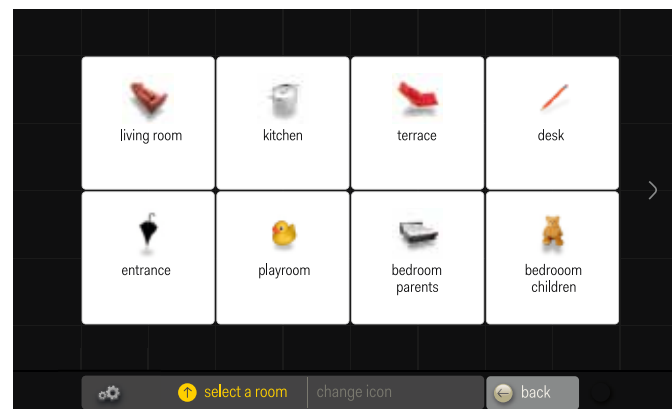 living room
kitchen
terrace
desk
entrance
playroom
bedroom
parents
bedrooom
children
select a room
change icon
back